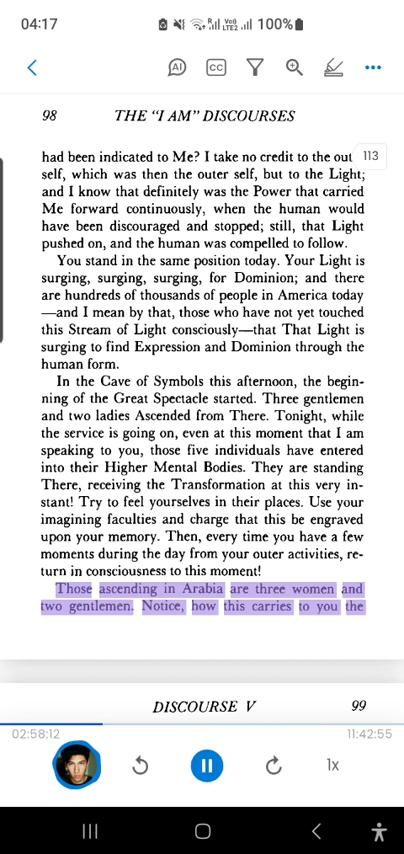 04:17
Voo)
LTE2
100%
AI
CC
98 THE "I AM" DISCOURSES
113
had been indicated to Me? I take no credit to the out
self, which was then the outer self, but to the Light;
and I know that definitely was the Power that carried
Me forward continuously, when the human would
have been discouraged and stopped; still, that Light
pushed on, and the human was compelled to follow.
You stand in the same position today. Your Light is
surging, surging, surging, for Dominion; and there
are hundreds of thousands of people in America today
—and I mean by that, those who have not yet touched
this Stream of Light consciously—that That Light is
surging to find Expression and Dominion through the
human form.
In the Cave of Symbols this afternoon, the begin-
ning of the Great Spectacle started. Three gentlemen
and two ladies Ascended from There. Tonight, while
the service is going on, even at this moment that I am
speaking to you, those five individuals have entered
into their Higher Mental Bodies. They are standing
There, receiving the Transformation at this very in-
stant! Try to feel yourselves in their places. Use your
imagining faculties and charge that this be engraved
upon your memory. Then, every time you have a few
moments during the day from your outer activities, re-
turn in consciousness to this moment!
Those ascending in Arabia are three women and
two gentlemen. Notice, how this carries to you the
DISCOURSE V 99
02:58:12 11:42:55
1x